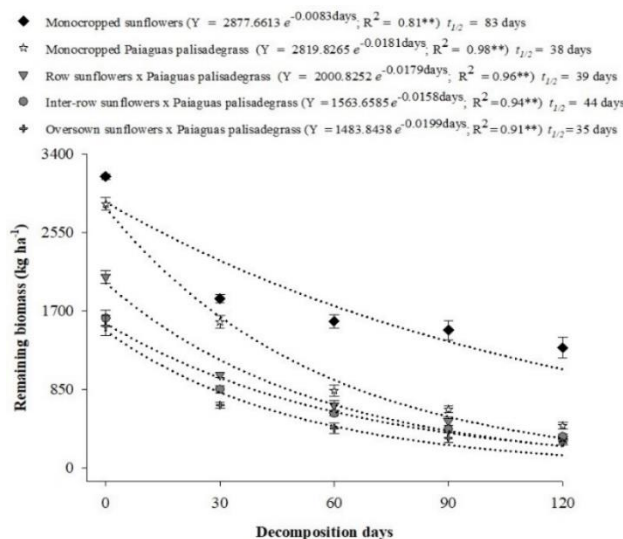 Monocropped sunflowers (Y = 2877.6613 e^-0.0083days; R² = 0.81**) t1/2 = 83 days
Monocropped Paiaguas palisadegrass (Y = 2819.8265 e^-0.0181days; R² = 0.98**) t1/2 = 38 days
Row sunflowers x Paiaguas palisadegrass (Y = 2000.8252 e^-0.0179days; R² = 0.96**) t1/2 = 39 days
Inter-row sunflowers x Paiaguas palisadegrass (Y = 1563.6585 e^-0.0158days; R² = 0.94**) t1/2 = 44 days
Oversown sunflowers x Paiaguas palisadegrass (Y = 1483.8438 e^-0.0199days; R² = 0.91**) t1/2 = 35 days
3400
2550
1700
850
0
Remaining biomass (kg ha⁻¹)
0 30 60 90 120
Decomposition days